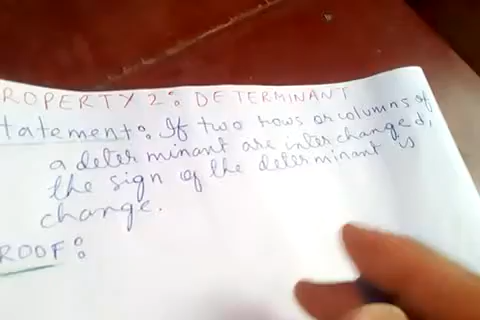 ROPERTY 2: DETERMINANT
tatement: If two rows or columns of
a determinant are interchanged,
the sign of the determinant is
change.
ROOF: